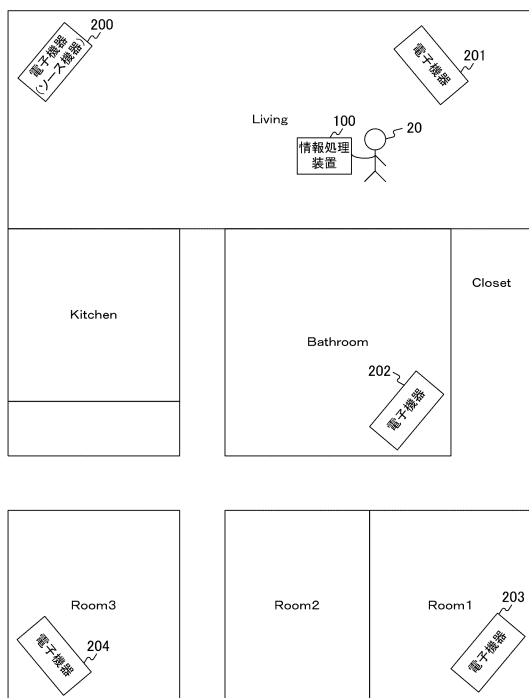 200
電子機器
(ソース機器)
201
電子機器
Living
100
20
情報処理
装置
Kitchen
Closet
Bathroom
202
電子機器
Room3
Room2
Room1
203
電子機器
204
電子機器